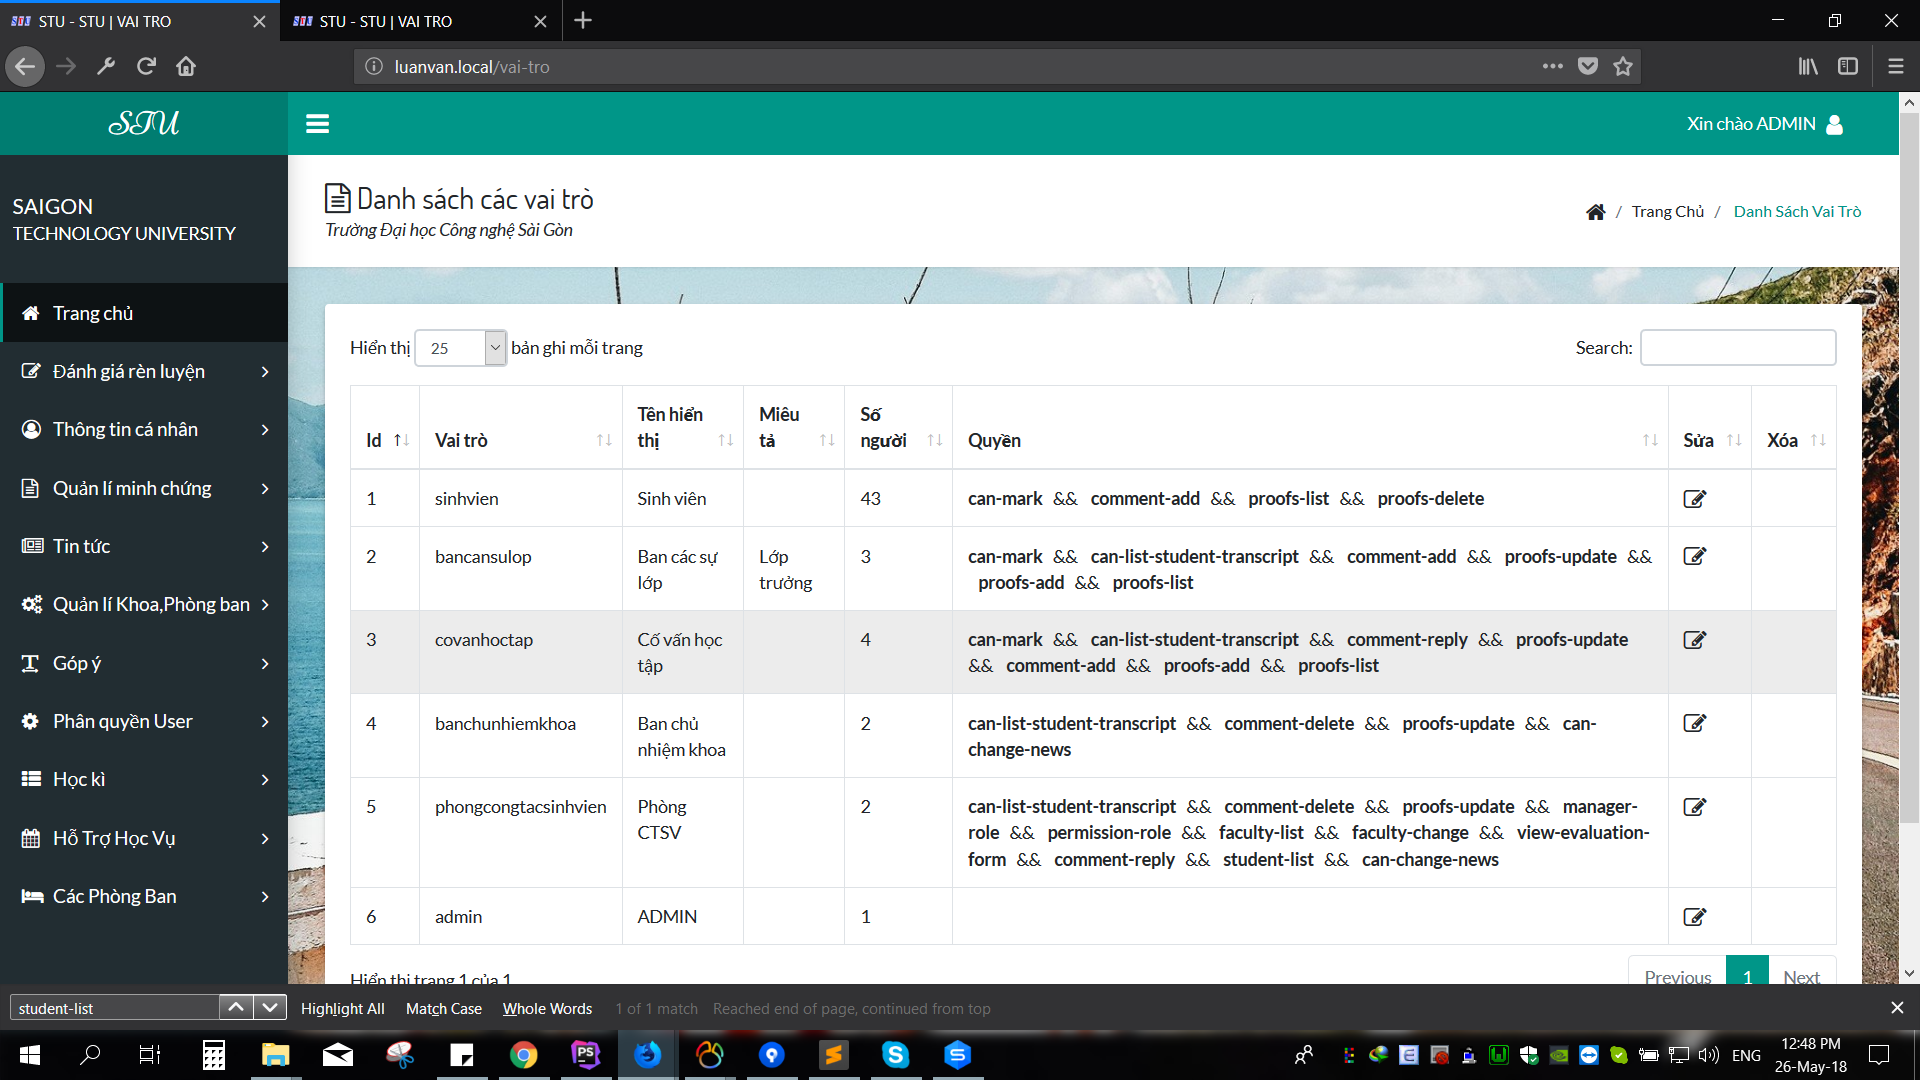 STU - STU | VAI TRO
STU - STU | VAI TRO
luanvan.local/vai-tro
STU
Xin chào ADMIN
SAIGON
TECHNOLOGY UNIVERSITY
Danh sách các vai trò
Trường Đại học Công nghệ Sài Gòn
/ Trang Chủ / Danh Sách Vai Trò
Trang chủ
Đánh giá rèn luyện
Thông tin cá nhân
Quản lí minh chứng
Tin tức
Quản lí Khoa,Phòng ban
Góp ý
Phân quyền User
Học kì
Hỗ Trợ Học Vụ
Các Phòng Ban
Hiển thị 25 bản ghi mỗi trang
Search:
Id Vai trò Tên hiển thị Miêu tả Số người Quyền Sửa Xóa
1 sinhvien Sinh viên 43 can-mark && comment-add && proofs-list && proofs-delete
2 bancansulop Ban các sự lớp Lớp trưởng 3 can-mark && can-list-student-transcript && comment-add && proofs-update &&
proofs-add && proofs-list
3 covanhoctap Cố vấn học tập 4 can-mark && can-list-student-transcript && comment-reply && proofs-update
&& comment-add && proofs-add && proofs-list
4 banchunhiemkhoa Ban chủ nhiệm khoa 2 can-list-student-transcript && comment-delete && proofs-update && can-
change-news
5 phongcongtacsinhvien Phòng CTSV 2 can-list-student-transcript && comment-delete && proofs-update && manager-
role && permission-role && faculty-list && faculty-change && view-evaluation-
form && comment-reply && student-list && can-change-news
6 admin ADMIN 1
Hiển thị trang 1 của 1
Previous 1 Next
student-list Highlight All Match Case Whole Words 1 of 1 match Reached end of page, continued from top
ENG
12:48 PM
26-May-18